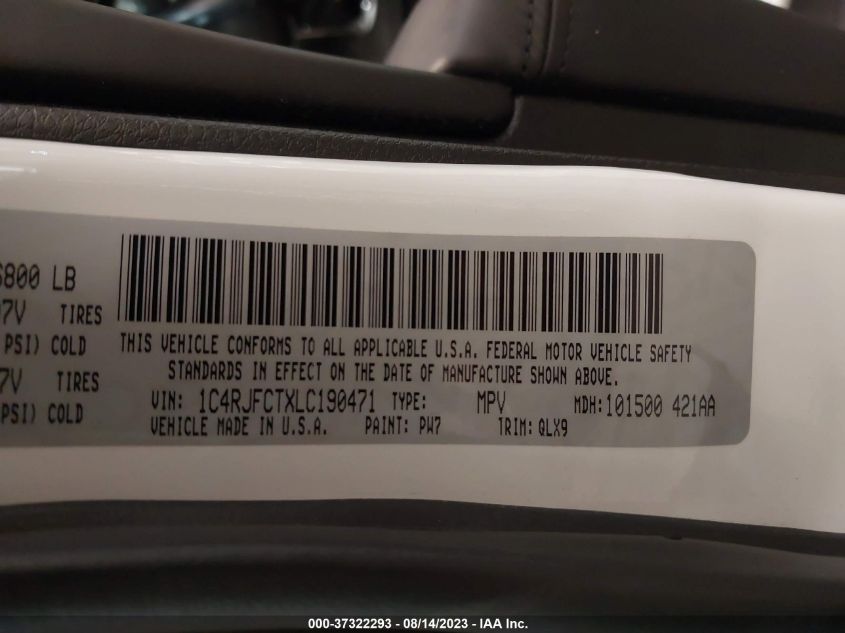 6800 LB
7V TIRES
PSI) COLD
7V TIRES
PSI) COLD
THIS VEHICLE CONFORMS TO ALL APPLICABLE U.S.A. FEDERAL MOTOR VEHICLE SAFETY
STANDARDS IN EFFECT ON THE DATE OF MANUFACTURE SHOWN ABOVE.
VIN: 1C4RJFCTXLC190471 TYPE: MPV MDH: 101500 421AA
VEHICLE MADE IN U.S.A. PAINT: PW7 TRIM: QLX9
000-37322293 - 08/14/2023 - IAA Inc.